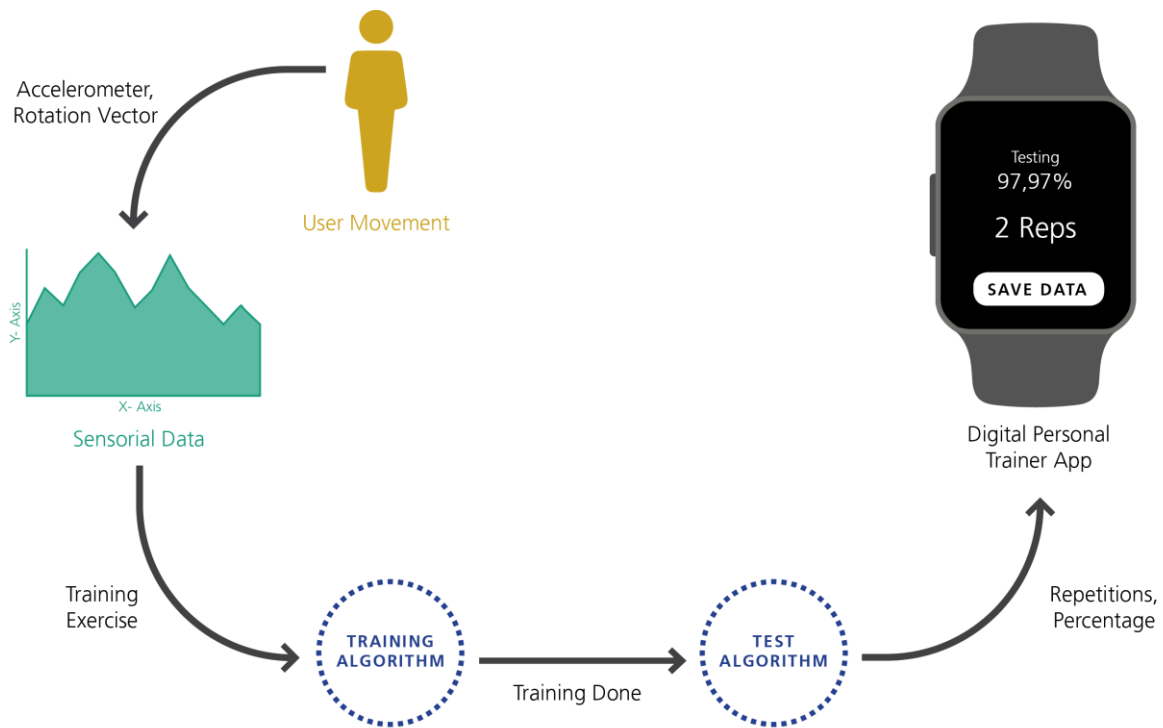 Accelerometer,
Rotation Vector
User Movement
Y- Axis
X- Axis
Sensorial Data
Training
Exercise
TRAINING
ALGORITHM
Training Done
TEST
ALGORITHM
Repetitions,
Percentage
Testing
97,97%
2 Reps
SAVE DATA
Digital Personal
Trainer App